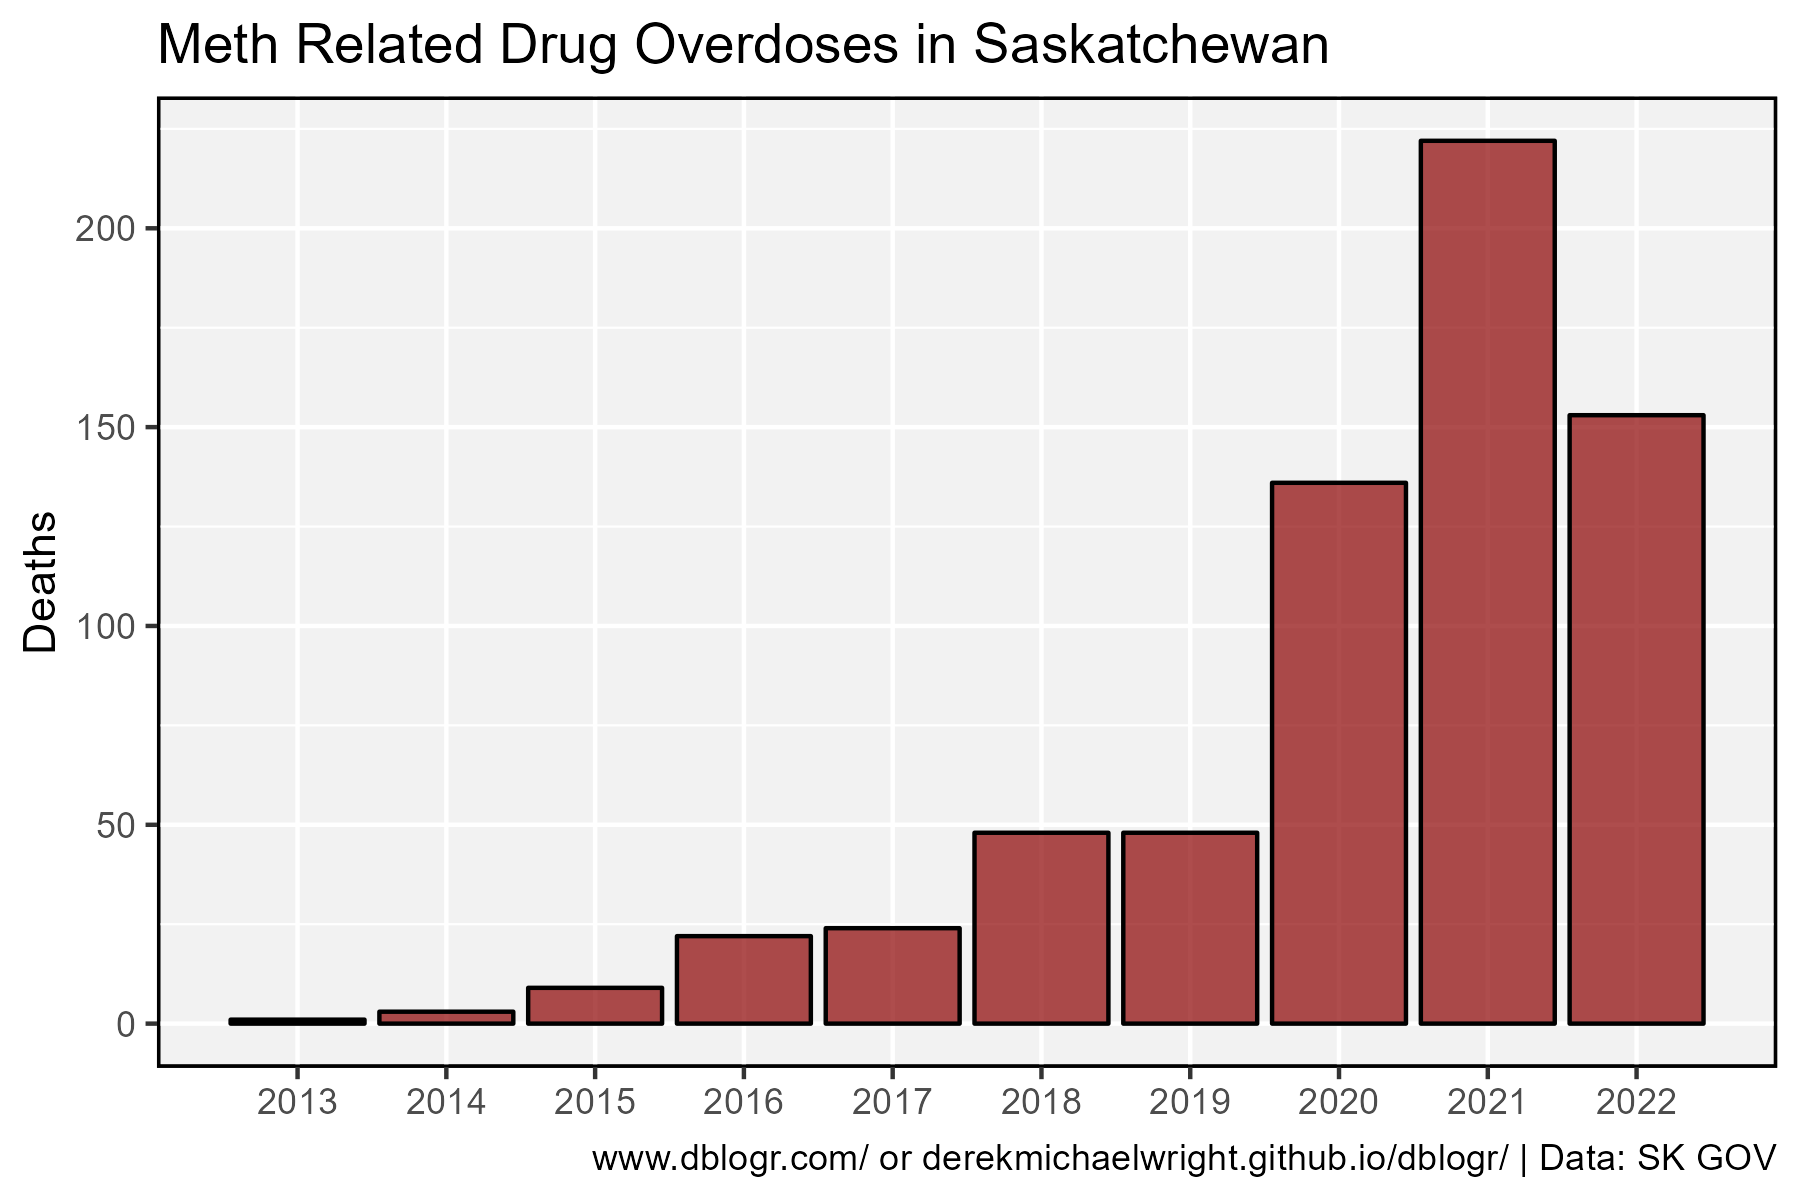 Meth Related Drug Overdoses in Saskatchewan
Deaths
200
150
100
50
0
2013 2014 2015 2016 2017 2018 2019 2020 2021 2022
www.dblogr.com/ or derekmichaelwright.github.io/dblogr/ | Data: SK GOV